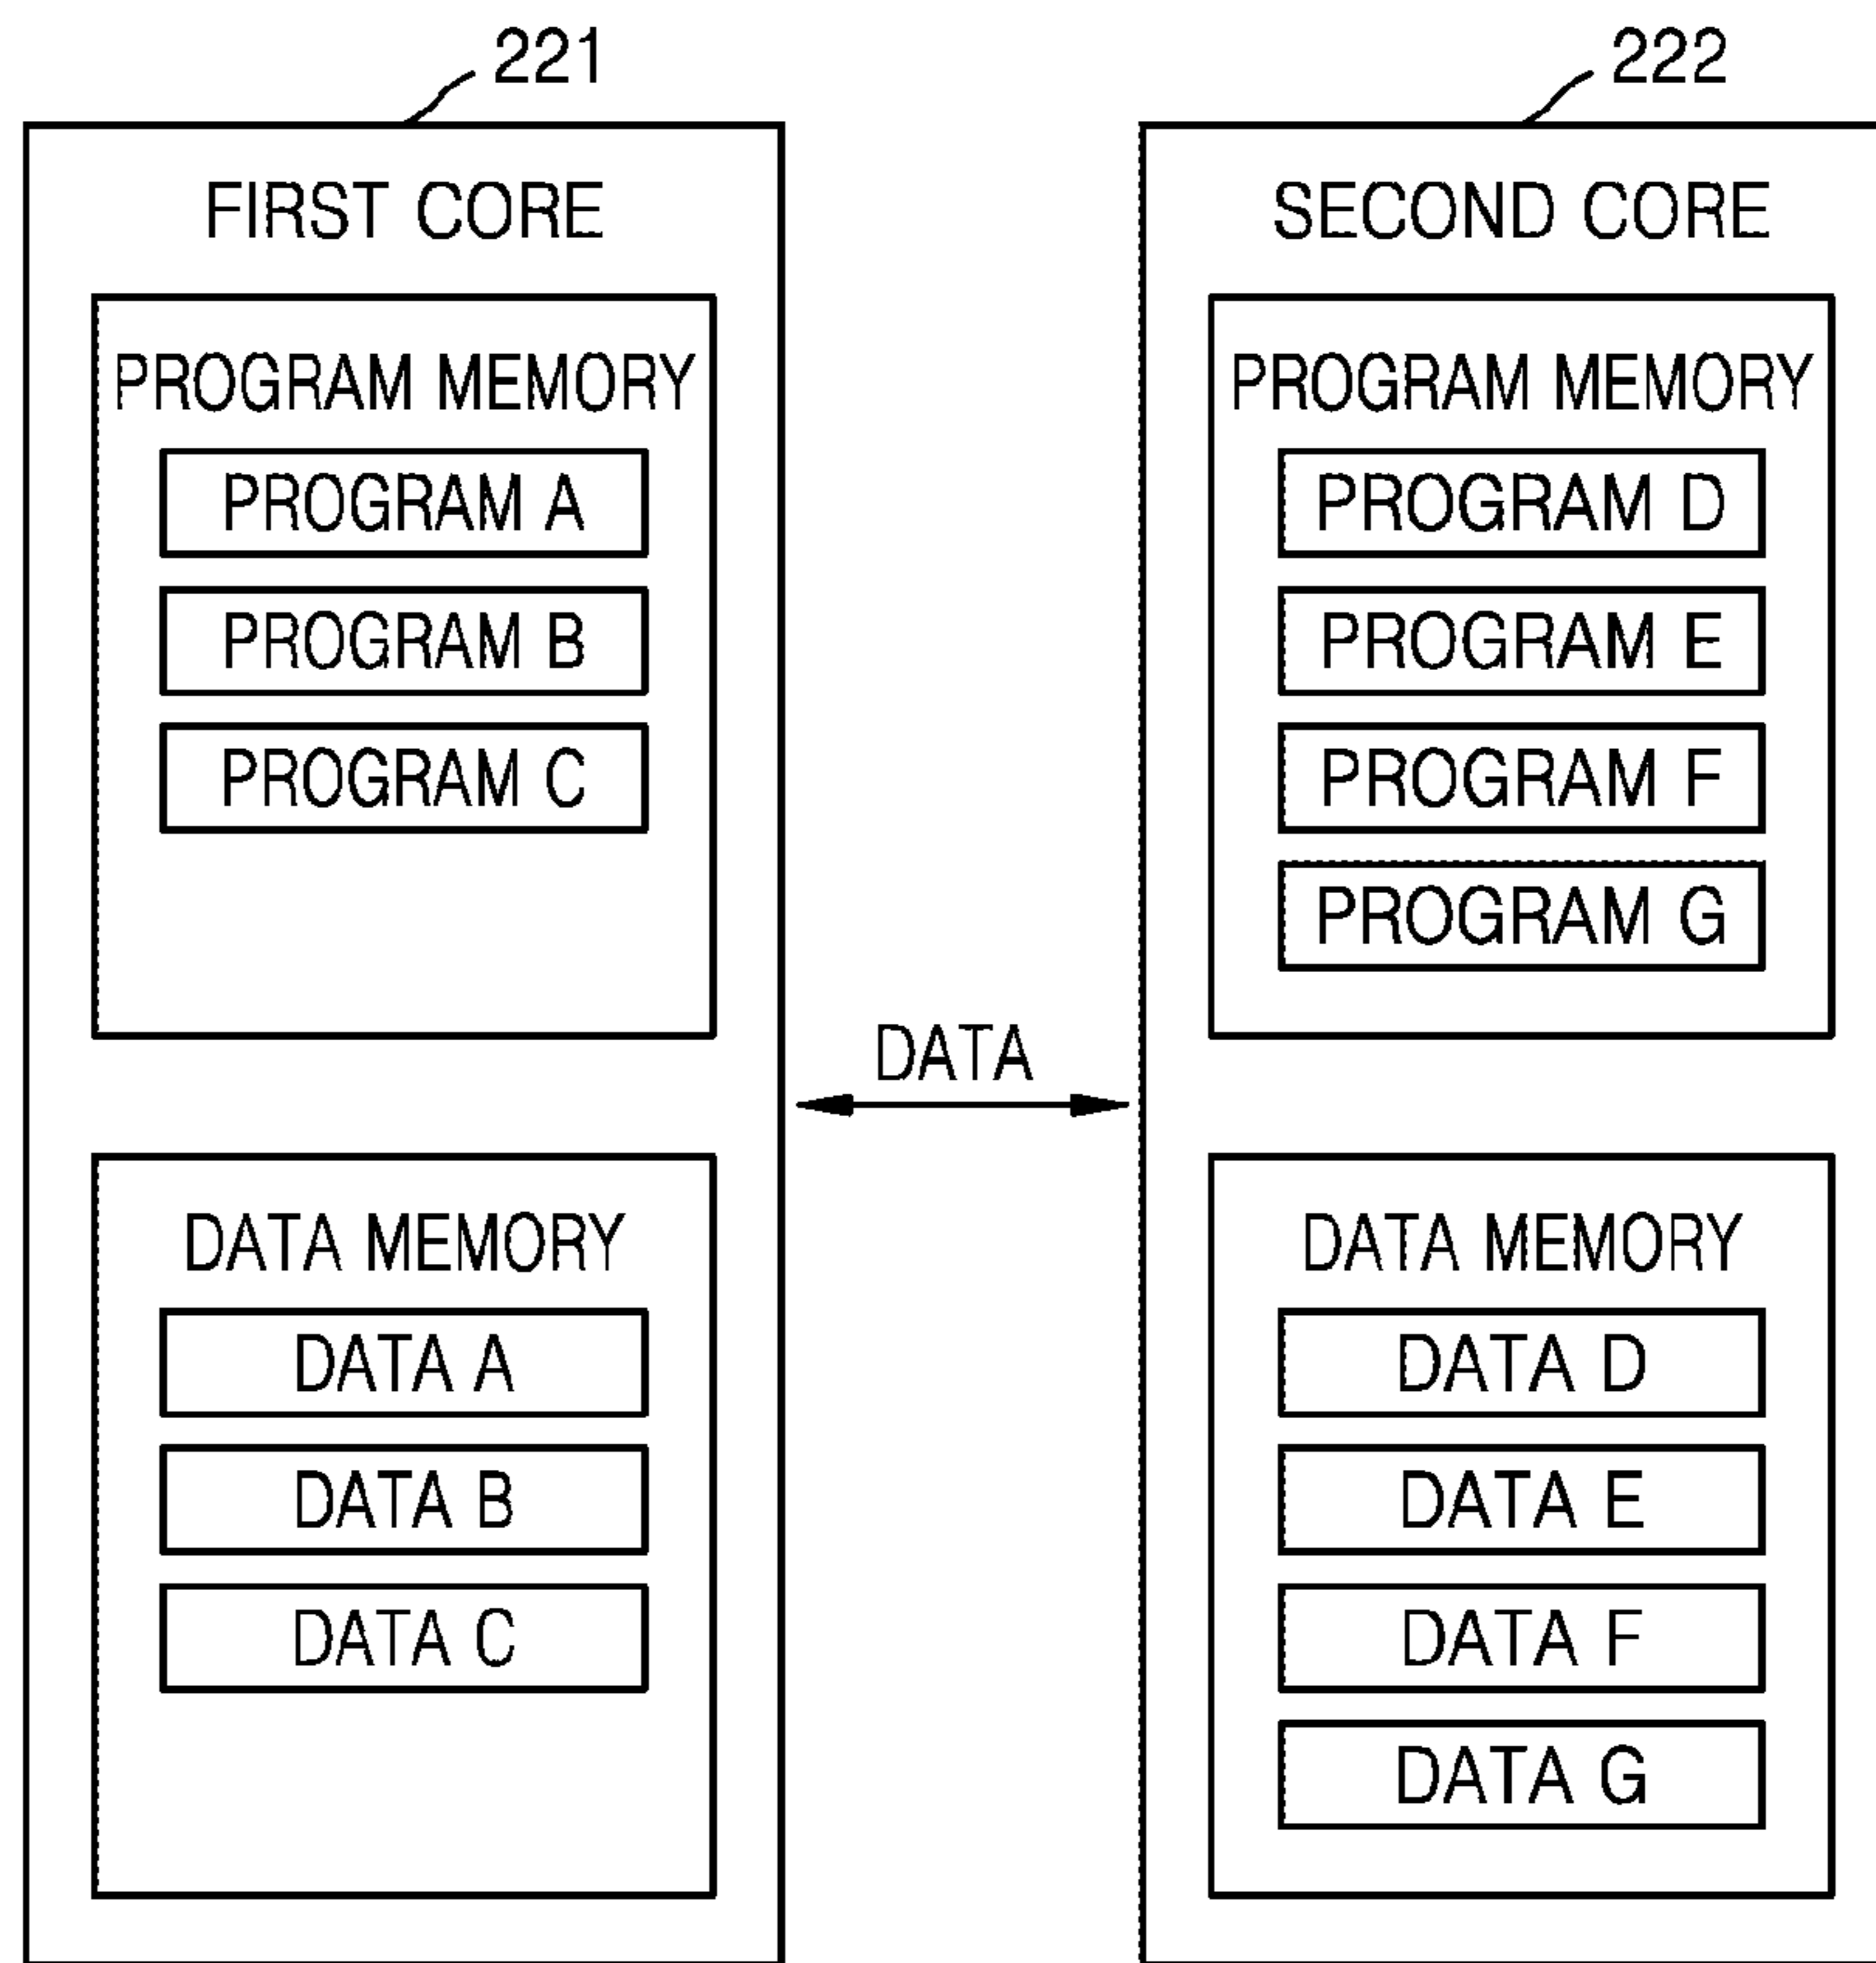 221
FIRST CORE
PROGRAM MEMORY
PROGRAM A
PROGRAM B
PROGRAM C
DATA MEMORY
DATA A
DATA B
DATA C
DATA
222
SECOND CORE
PROGRAM MEMORY
PROGRAM D
PROGRAM E
PROGRAM F
PROGRAM G
DATA MEMORY
DATA D
DATA E
DATA F
DATA G